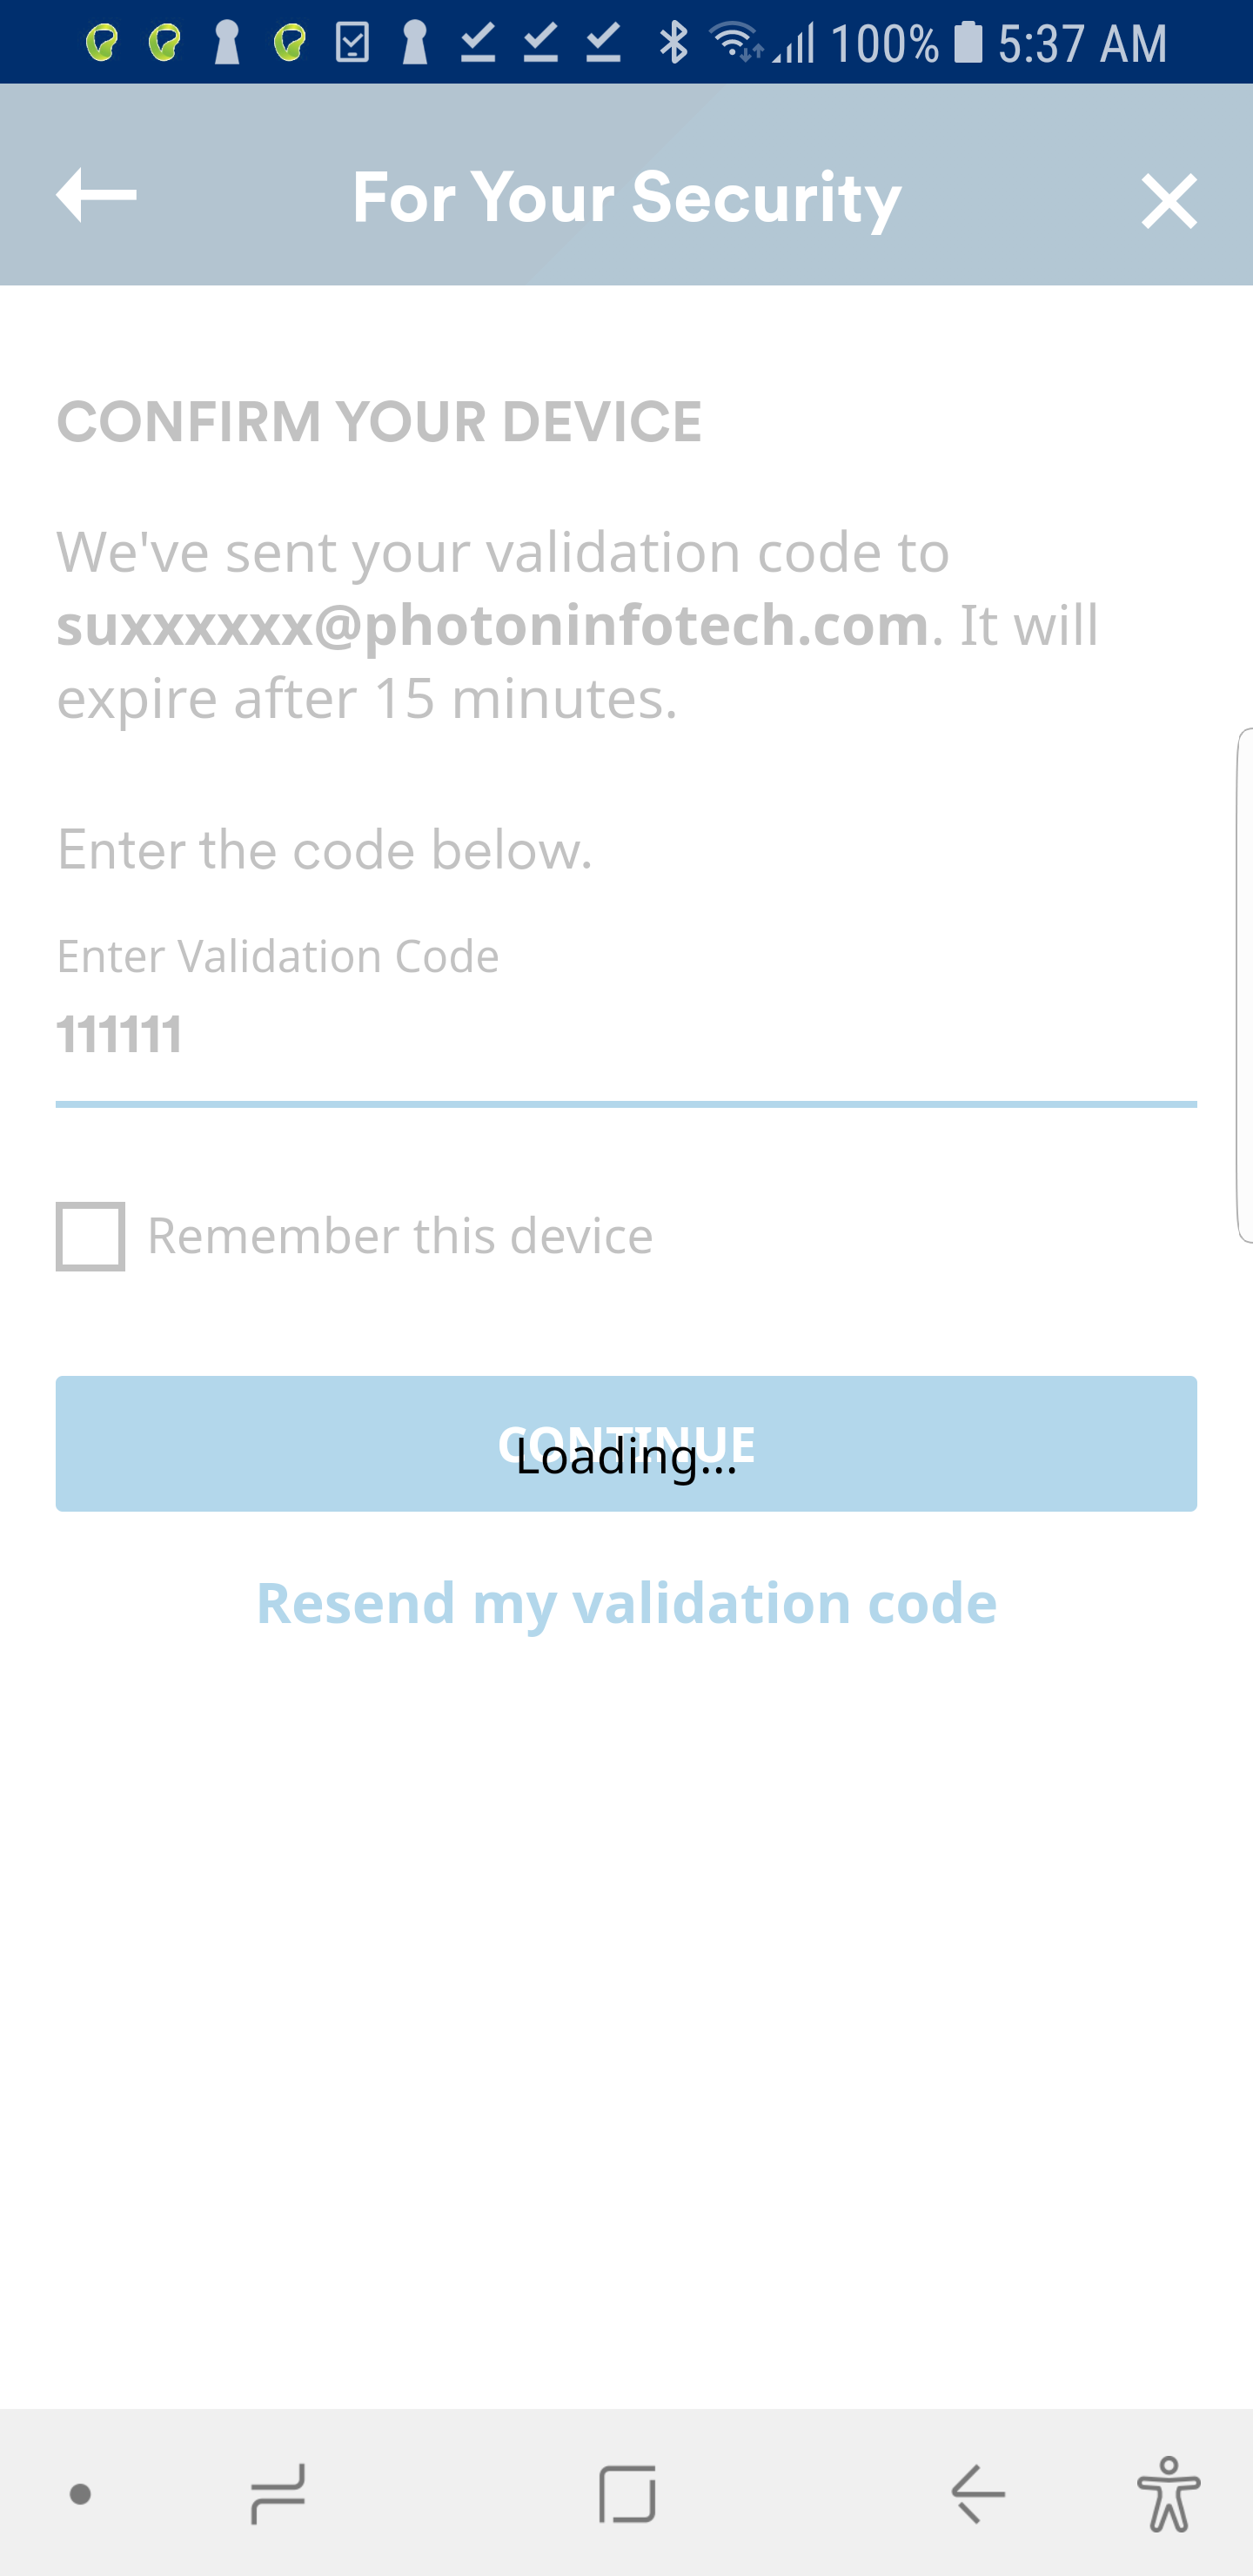 100% 5:37 AM
For Your Security
CONFIRM YOUR DEVICE
We've sent your validation code to
suxxxxxx@photoninfotech.com. It will
expire after 15 minutes.
Enter the code below.
Enter Validation Code
111111
Remember this device
CONTINUE
Loading...
Resend my validation code